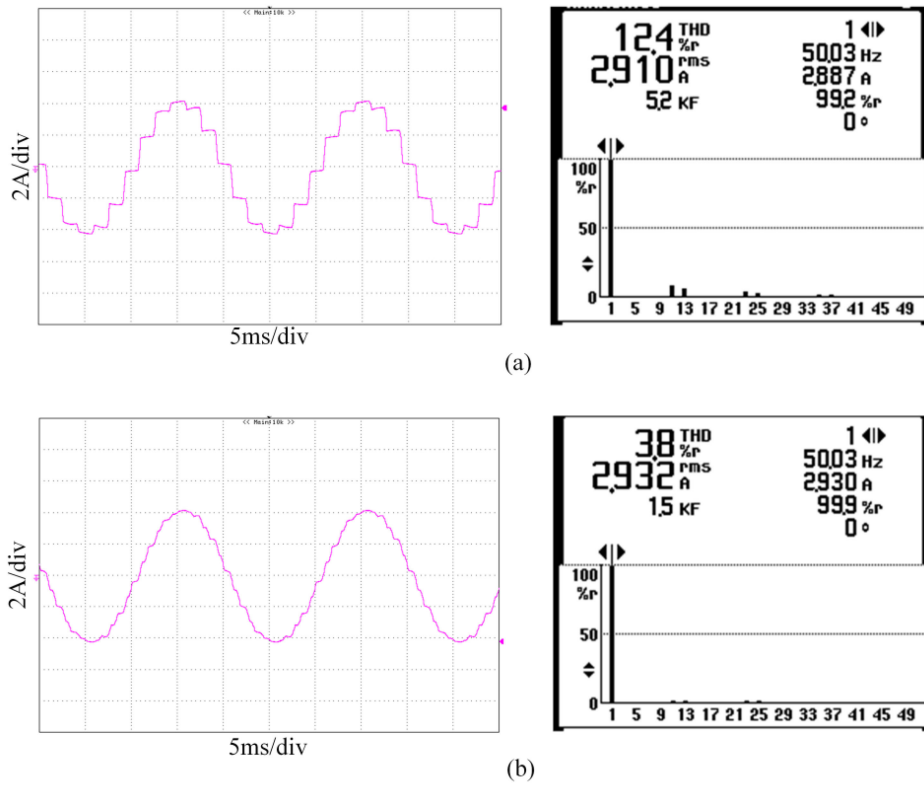 << Main:10k >>
2A/div
5ms/div
12.4 THD %r
2.910 rms A
5.2 KF
1
50.03 Hz
2.887 A
99.2 %r
0 °
100
%r
50
0
1 5 9 13 17 21 25 29 33 37 41 45 49
(a)
<< Main:10k >>
2A/div
5ms/div
3.8 THD %r
2.932 rms A
1.5 KF
1
50.03 Hz
2.930 A
99.9 %r
0 °
100
%r
50
0
1 5 9 13 17 21 25 29 33 37 41 45 49
(b)